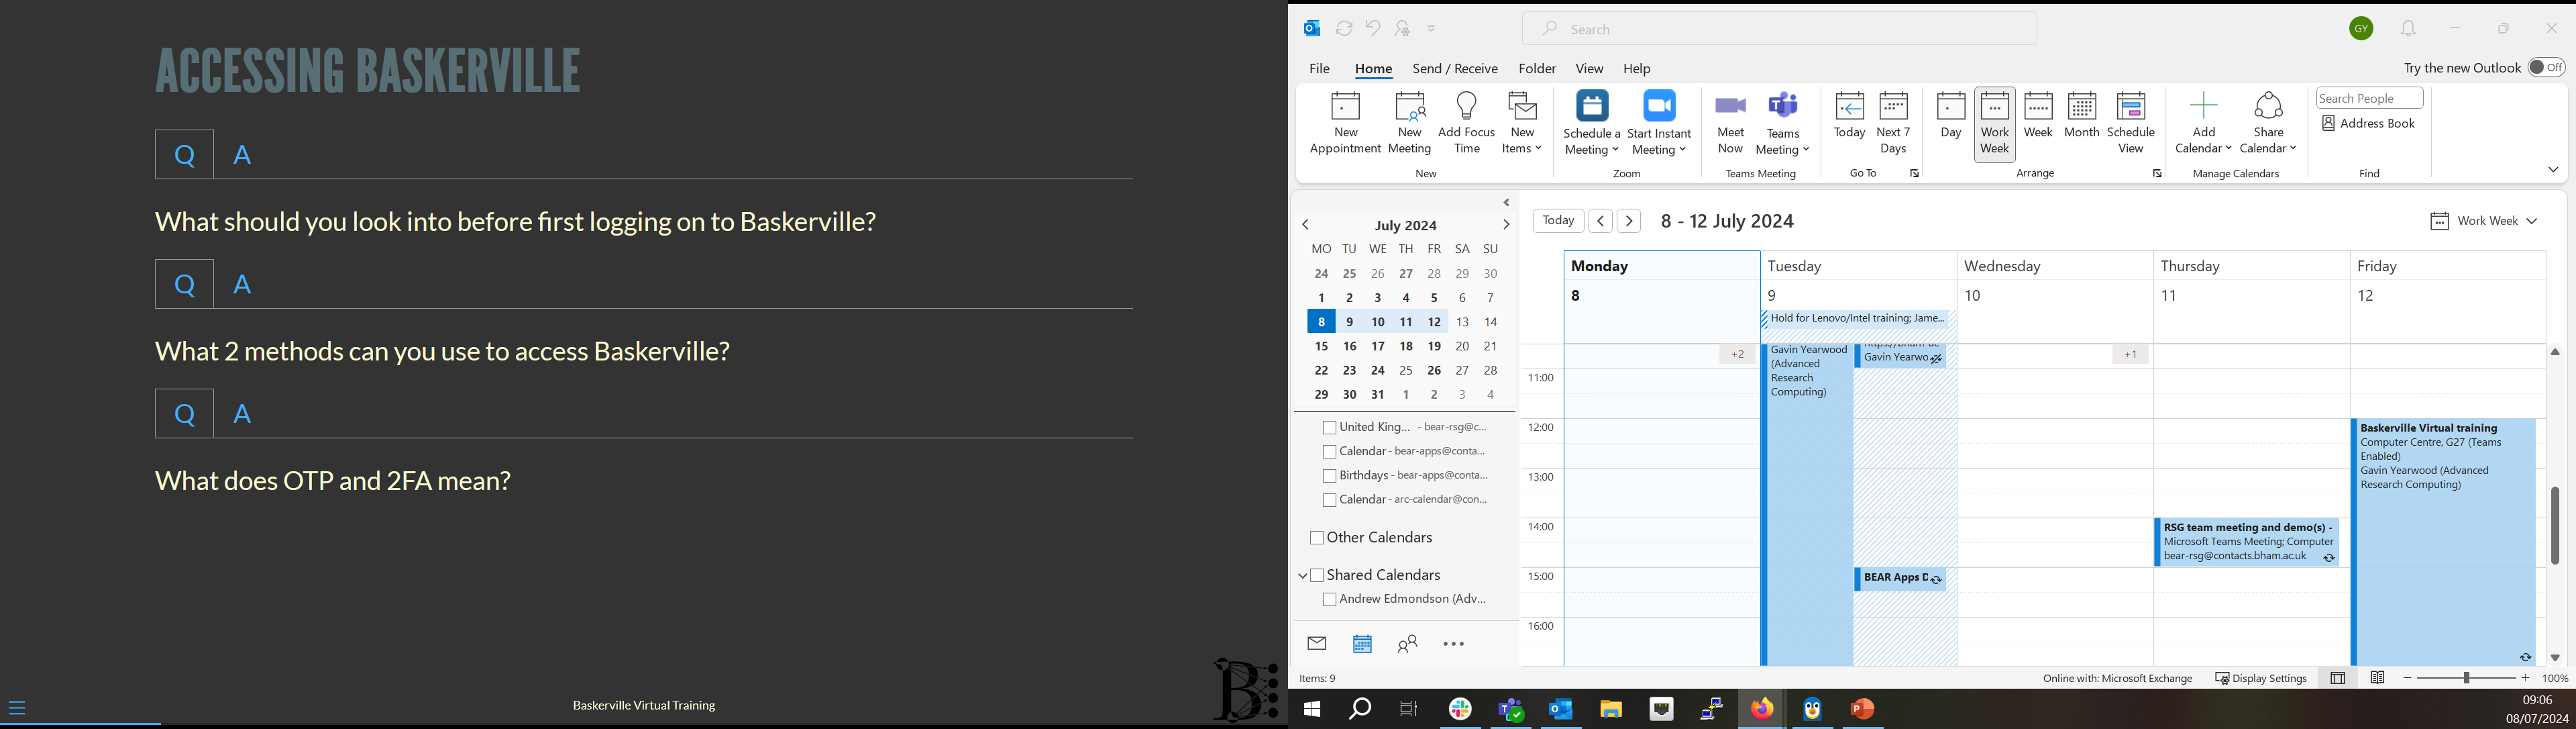 ACCESSING BASKERVILLE
Q A
What should you look into before first logging on to Baskerville?
Q A
What 2 methods can you use to access Baskerville?
Q A
What does OTP and 2FA mean?
Baskerville Virtual Training
Search
GY
File Home Send / Receive Folder View Help
Try the new Outlook Off
New Appointment
New Meeting
Add Focus Time
New Items
New
Schedule a Meeting
Start Instant Meeting
Zoom
Meet Now
Teams Meeting
Teams Meeting
Today
Next 7 Days
Go To
Day
Work Week
Week
Month
Schedule View
Arrange
Add Calendar
Share Calendar
Manage Calendars
Search People
Address Book
Find
July 2024
MO TU WE TH FR SA SU
24 25 26 27 28 29 30
1 2 3 4 5 6 7
8 9 10 11 12 13 14
15 16 17 18 19 20 21
22 23 24 25 26 27 28
29 30 31 1 2 3 4
United King... - bear-rsg@c...
Calendar - bear-apps@conta...
Birthdays - bear-apps@conta...
Calendar - arc-calendar@con...
Other Calendars
Shared Calendars
Andrew Edmondson (Adv...
Today
8 - 12 July 2024
Work Week
Monday Tuesday Wednesday Thursday Friday
8 9 10 11 12
Hold for Lenovo/Intel training; Jame...
+2
+1
Gavin Yearwood
(Advanced
Research
Computing)
Gavin Yearwo
11:00
12:00
13:00
14:00
15:00
16:00
BEAR Apps D
RSG team meeting and demo(s) -
Microsoft Teams Meeting; Computer
bear-rsg@contacts.bham.ac.uk
Baskerville Virtual training
Computer Centre, G27 (Teams
Enabled)
Gavin Yearwood (Advanced
Research Computing)
Items: 9
Online with: Microsoft Exchange
Display Settings
100%
09:06
08/07/2024